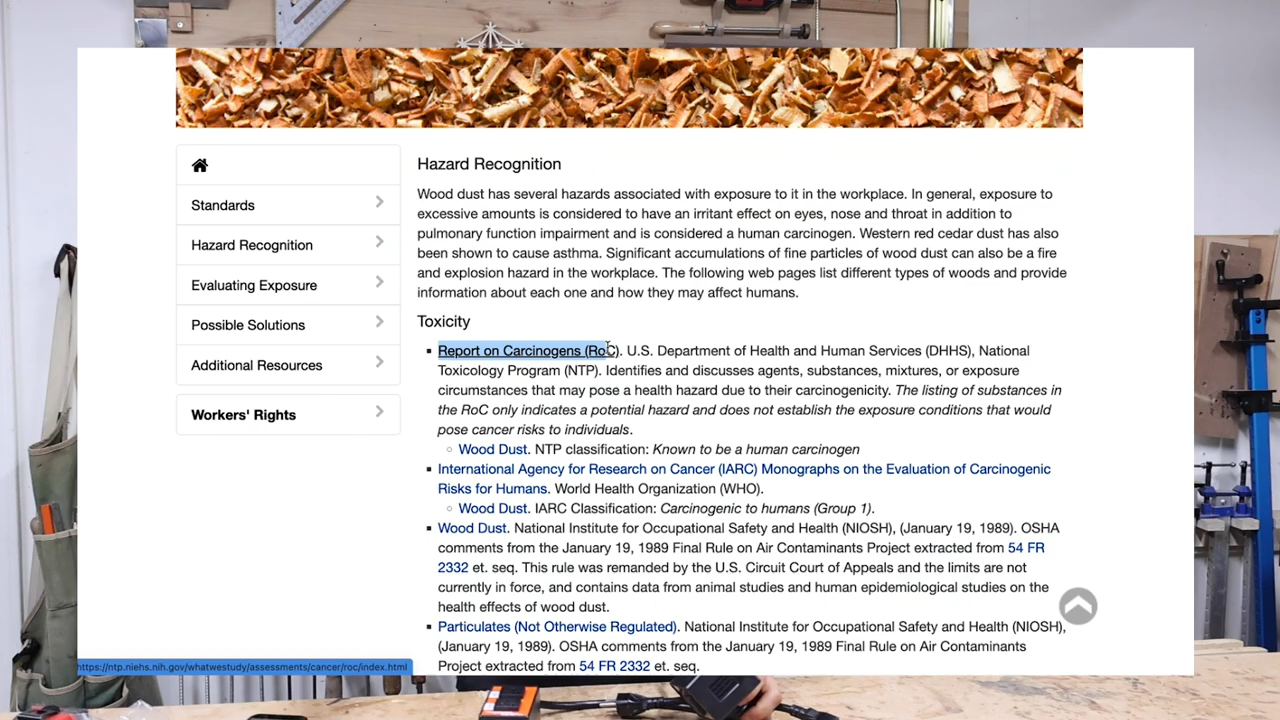 Hazard Recognition
Wood dust has several hazards associated with exposure to it in the workplace. In general, exposure to
excessive amounts is considered to have an irritant effect on eyes, nose and throat in addition to
pulmonary function impairment and is considered a human carcinogen. Western red cedar dust has also
been shown to cause asthma. Significant accumulations of fine particles of wood dust can also be a fire
and explosion hazard in the workplace. The following web pages list different types of woods and provide
information about each one and how they may affect humans.
Toxicity
Report on Carcinogens (RoC). U.S. Department of Health and Human Services (DHHS), National
Toxicology Program (NTP). Identifies and discusses agents, substances, mixtures, or exposure
circumstances that may pose a health hazard due to their carcinogenicity. The listing of substances in
the RoC only indicates a potential hazard and does not establish the exposure conditions that would
pose cancer risks to individuals.
Wood Dust. NTP classification: Known to be a human carcinogen
International Agency for Research on Cancer (IARC) Monographs on the Evaluation of Carcinogenic
Risks for Humans. World Health Organization (WHO).
Wood Dust. IARC Classification: Carcinogenic to humans (Group 1).
Wood Dust. National Institute for Occupational Safety and Health (NIOSH), (January 19, 1989). OSHA
comments from the January 19, 1989 Final Rule on Air Contaminants Project extracted from 54 FR
2332 et. seq. This rule was remanded by the U.S. Circuit Court of Appeals and the limits are not
currently in force, and contains data from animal studies and human epidemiological studies on the
health effects of wood dust.
Particulates (Not Otherwise Regulated). National Institute for Occupational Safety and Health (NIOSH),
(January 19, 1989). OSHA comments from the January 19, 1989 Final Rule on Air Contaminants
Project extracted from 54 FR 2332 et. seq.
Standards
Hazard Recognition
Evaluating Exposure
Possible Solutions
Additional Resources
Workers' Rights
https://ntp.niehs.nih.gov/whatwestudy/assessments/cancer/roc/index.html